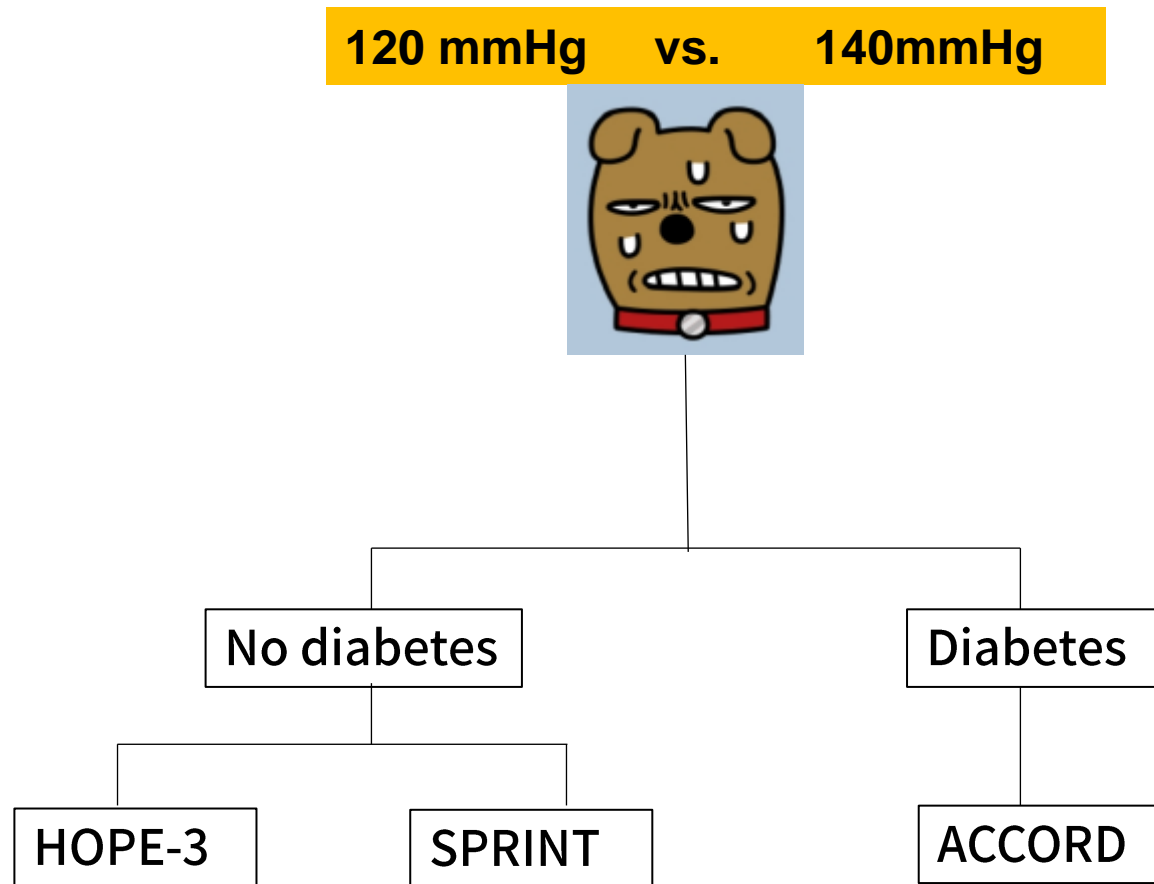 120 mmHg vs. 140mmHg
No diabetes
Diabetes
HOPE-3
SPRINT
ACCORD